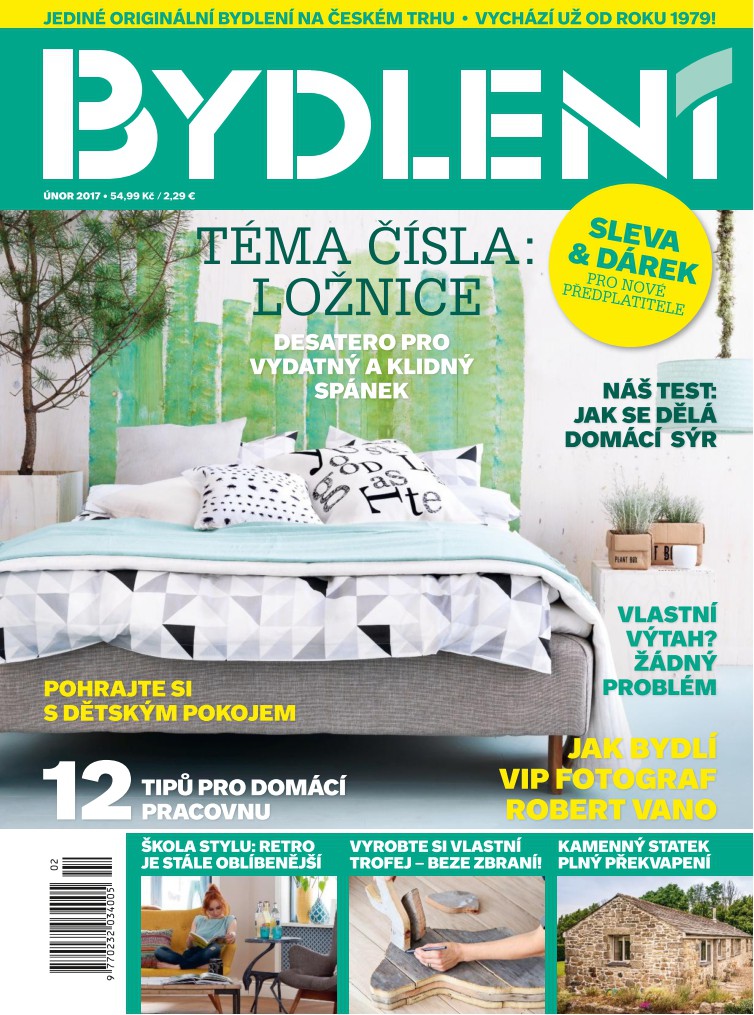 JEDINÉ ORIGINÁLNÍ BYDLENÍ NA ČESKÉM TRHU • VYCHÁZÍ UŽ OD ROKU 1979!
BYDLENÍ
ÚNOR 2017 • 54,99 Kč / 2,29 €
SLEVA
& DÁREK
PRO NOVÉ
PŘEDPLATITELE
TÉMA ČÍSLA:
LOŽNICE
DESATERO PRO
VYDATNÝ A KLIDNÝ
SPÁNEK
NÁŠ TEST:
JAK SE DĚLÁ
DOMÁCÍ SÝR
PLANT BOX
VLASTNÍ
VÝTAH?
ŽÁDNÝ
PROBLÉM
POHRAJTE SI
S DĚTSKÝM POKOJEM
12 TIPŮ PRO DOMÁCÍ
PRACOVNU
JAK BYDLÍ
VIP FOTOGRAF
ROBERT VANO
02
9 770232 034005
ŠKOLA STYLU: RETRO
JE STÁLE OBLÍBENĚJŠÍ
VYROBTE SI VLASTNÍ
TROFEJ – BEZE ZBRANÍ!
KAMENNÝ STATEK
PLNÝ PŘEKVAPENÍ